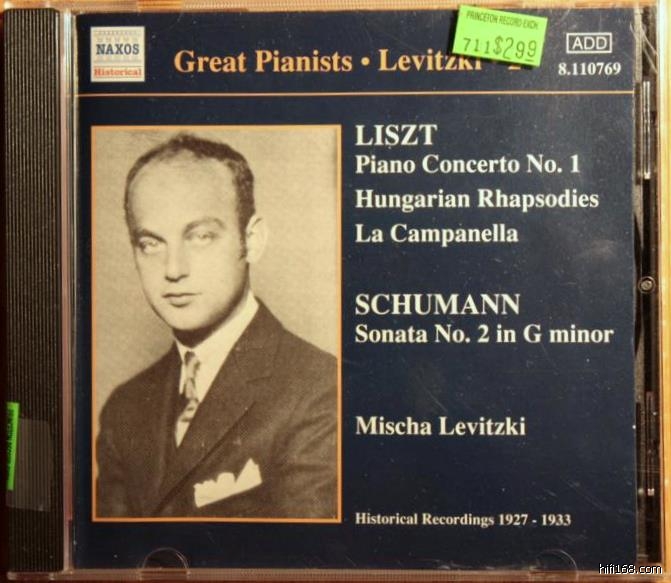 NAXOS
Historical
Great Pianists • Levitzki
PRINCETON RECORD EXCH.
711 $2.99
ADD
8.110769
LISZT
Piano Concerto No. 1
Hungarian Rhapsodies
La Campanella
SCHUMANN
Sonata No. 2 in G minor
Mischa Levitzki
Historical Recordings 1927 - 1933
hifi168.com